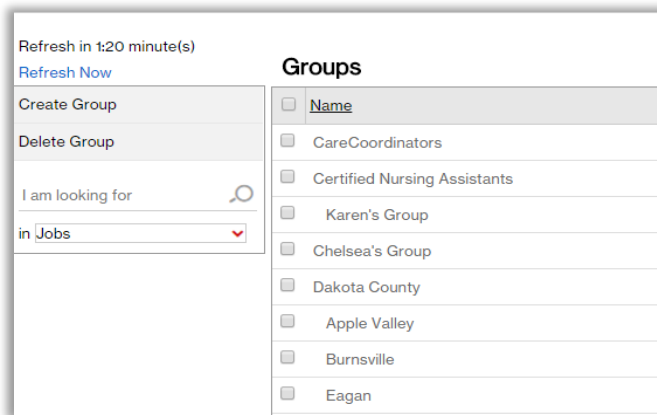 Refresh in 1:20 minute(s)
Refresh Now
Create Group
Delete Group
I am looking for
in Jobs
Groups
Name
CareCoordinators
Certified Nursing Assistants
Karen's Group
Chelsea's Group
Dakota County
Apple Valley
Burnsville
Eagan